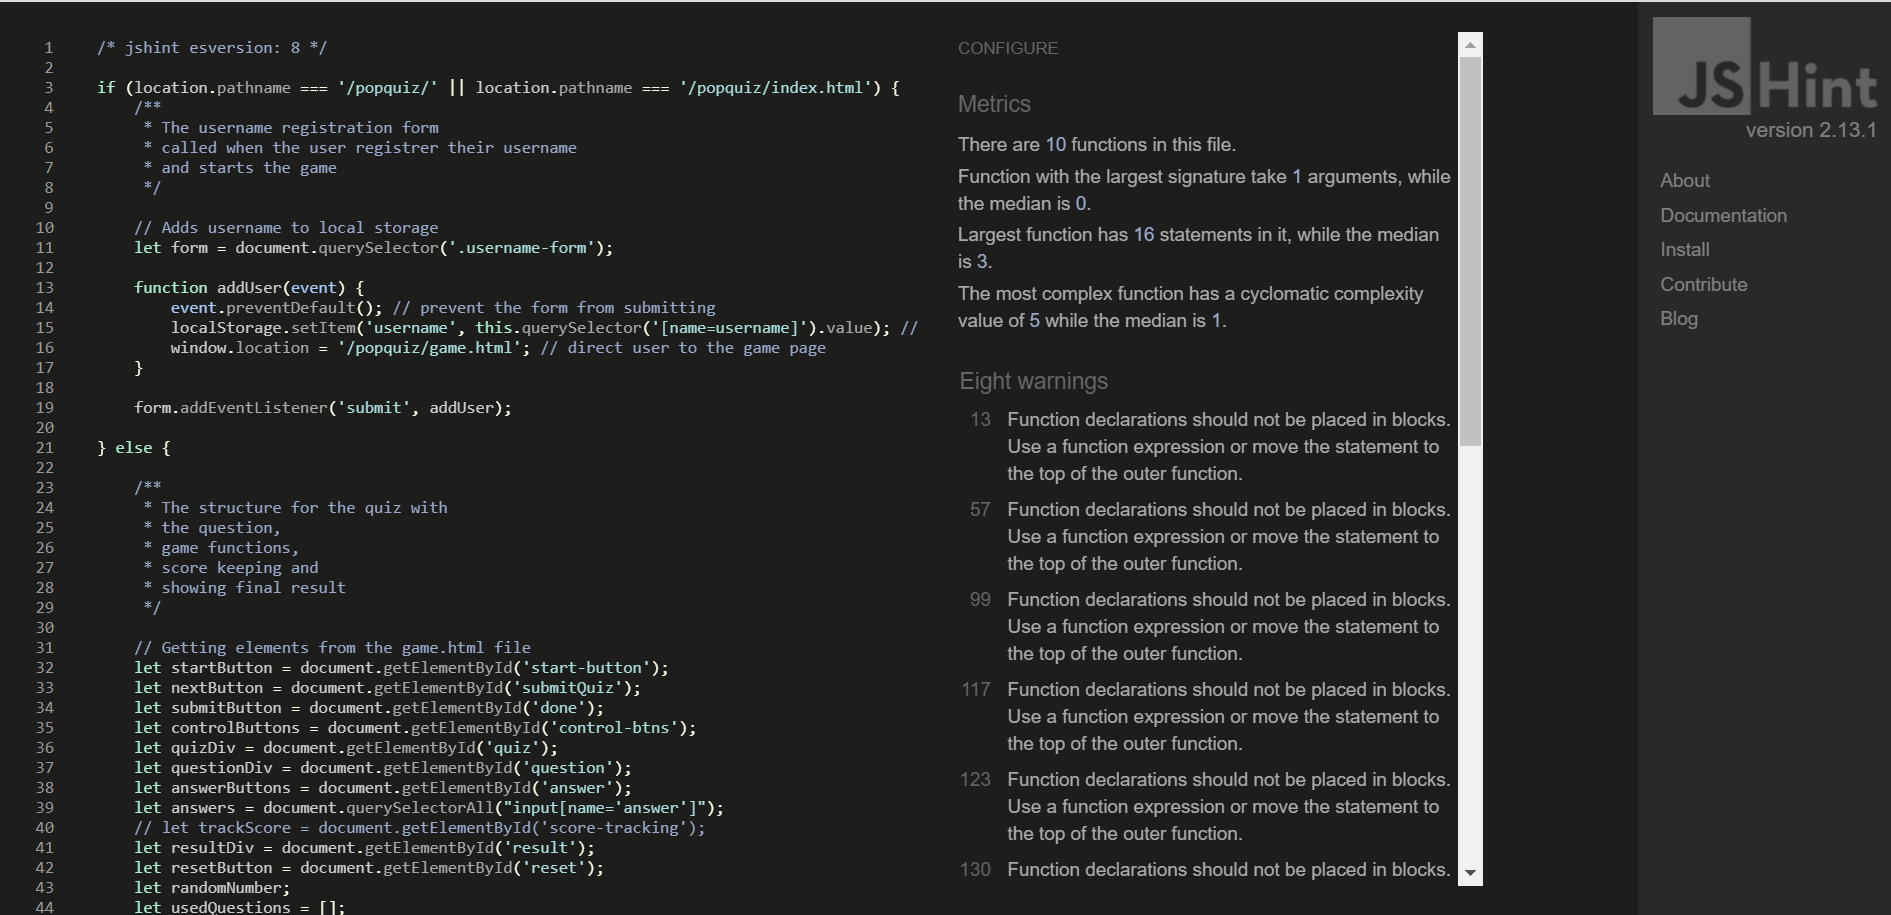 1 /* jshint esversion: 8 */
2
3 if (location.pathname === '/popquiz/' || location.pathname === '/popquiz/index.html') {
4 /**
5 * The username registration form
6 * called when the user registrer their username
7 * and starts the game
8 */
9
10 // Adds username to local storage
11 let form = document.querySelector('.username-form');
12
13 function addUser(event) {
14 event.preventDefault(); // prevent the form from submitting
15 localStorage.setItem('username', this.querySelector('[name=username]').value); //
16 window.location = '/popquiz/game.html'; // direct user to the game page
17 }
18
19 form.addEventListener('submit', addUser);
20
21 } else {
22
23 /**
24 * The structure for the quiz with
25 * the question,
26 * game functions,
27 * score keeping and
28 * showing final result
29 */
30
31 // Getting elements from the game.html file
32 let startButton = document.getElementById('start-button');
33 let nextButton = document.getElementById('submitQuiz');
34 let submitButton = document.getElementById('done');
35 let controlButtons = document.getElementById('control-btns');
36 let quizDiv = document.getElementById('quiz');
37 let questionDiv = document.getElementById('question');
38 let answerButtons = document.getElementById('answer');
39 let answers = document.querySelectorAll("input[name='answer']");
40 // let trackScore = document.getElementById('score-tracking');
41 let resultDiv = document.getElementById('result');
42 let resetButton = document.getElementById('reset');
43 let randomNumber;
44 let usedQuestions = [];
CONFIGURE
Metrics
There are 10 functions in this file.
Function with the largest signature take 1 arguments, while
the median is 0.
Largest function has 16 statements in it, while the median
is 3.
The most complex function has a cyclomatic complexity
value of 5 while the median is 1.
Eight warnings
13 Function declarations should not be placed in blocks.
Use a function expression or move the statement to
the top of the outer function.
57 Function declarations should not be placed in blocks.
Use a function expression or move the statement to
the top of the outer function.
99 Function declarations should not be placed in blocks.
Use a function expression or move the statement to
the top of the outer function.
117 Function declarations should not be placed in blocks.
Use a function expression or move the statement to
the top of the outer function.
123 Function declarations should not be placed in blocks.
Use a function expression or move the statement to
the top of the outer function.
130 Function declarations should not be placed in blocks.
JSHint
version 2.13.1
About
Documentation
Install
Contribute
Blog